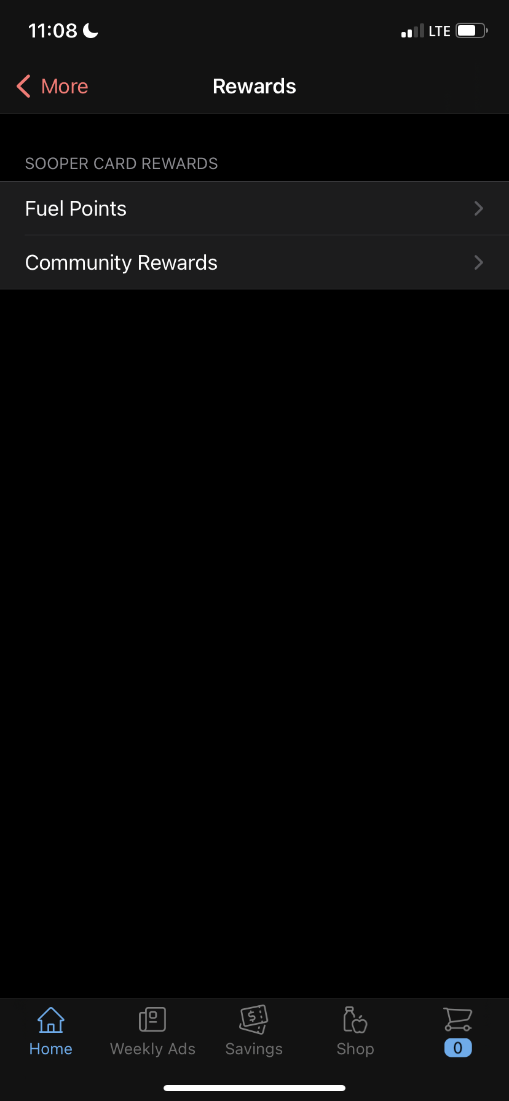 11:08
LTE
More
Rewards
SOOPER CARD REWARDS
Fuel Points
Community Rewards
Home
Weekly Ads
Savings
Shop
0